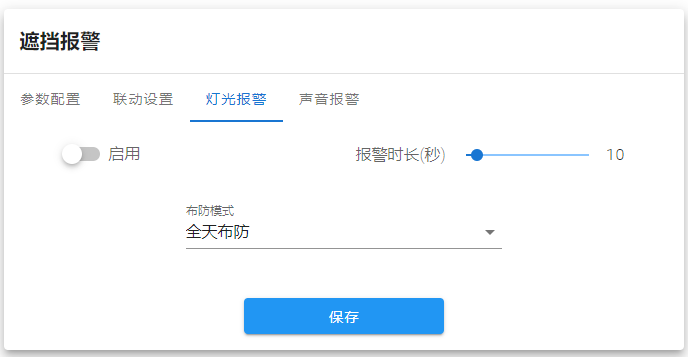 遮挡报警
参数配置 联动设置 灯光报警 声音报警
启用 报警时长(秒) 10
布防模式
全天布防
保存